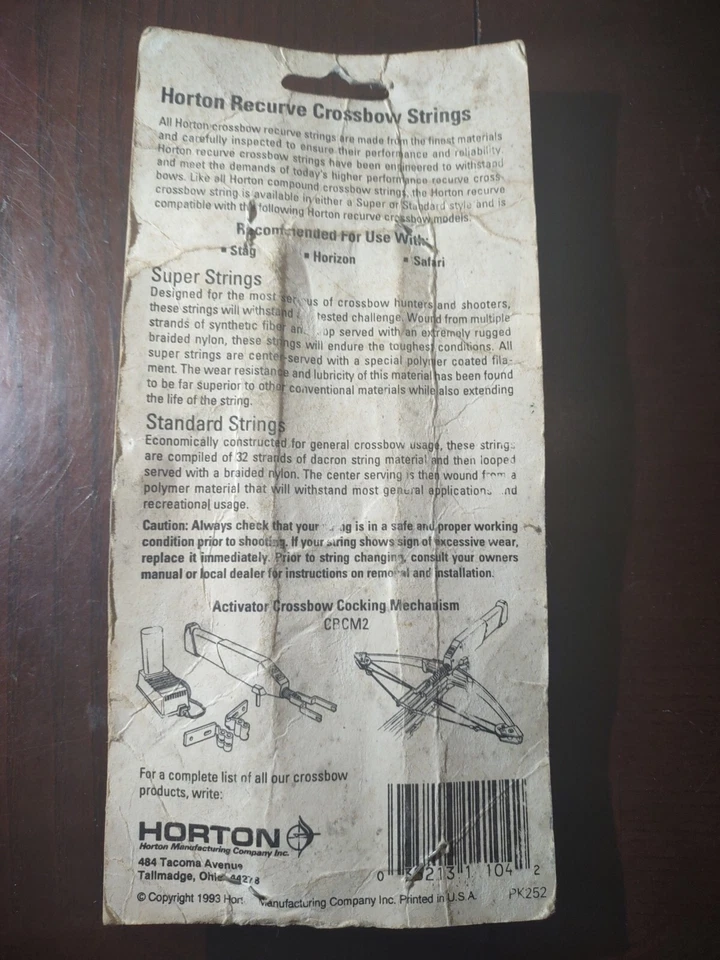 Horton Recurve Crossbow Strings
All Horton crossbow recurve strings are made from the finest materials
and carefully inspected to ensure their performance and reliability.
Horton recurve crossbow strings have been engineered to withstand
and meet the demands of today's higher performance recurve cross-
bows. Like all Horton compound crossbow strings, the Horton recurve
crossbow string is available in either a Super or Standard style and is
compatible with the following Horton recurve crossbow models.
Recommended For Use With:
▪ Stag ▪ Horizon ▪ Safari
Super Strings
Designed for the most of crossbow hunters and shooters,
these strings will withstand tested challenge. Wound from multiple
strands of synthetic fiber served with an extremely rugged
braided nylon, these strings will endure the toughest conditions. All
super strings are center-served with a special polymer coated fila-
ment. The wear resistance and lubricity of this material has been found
to be far superior to other conventional materials while also extending
the life of the string.
Standard Strings
Economically constructed for general crossbow usage, these strings
are compiled of 32 strands of dacron string material and then looped
served with a braided nylon. The center serving is then wound from a
polymer material that will withstand most general applications and
recreational usage.
Caution: Always check that your is in a safe and proper working
condition prior to shooting. If your string shows sign of excessive wear,
replace it immediately. Prior to string changing, consult your owners
manual or local dealer for instructions on removal and installation.
Activator Crossbow Cocking Mechanism
CRCM2
For a complete list of all our crossbow
products, write:
HORTON
Horton Manufacturing Company Inc.
484 Tacoma Avenue
Tallmadge, Ohio 44278
© Copyright 1993 Horton Manufacturing Company Inc. Printed in U.S.A.
1 104 2
PK252